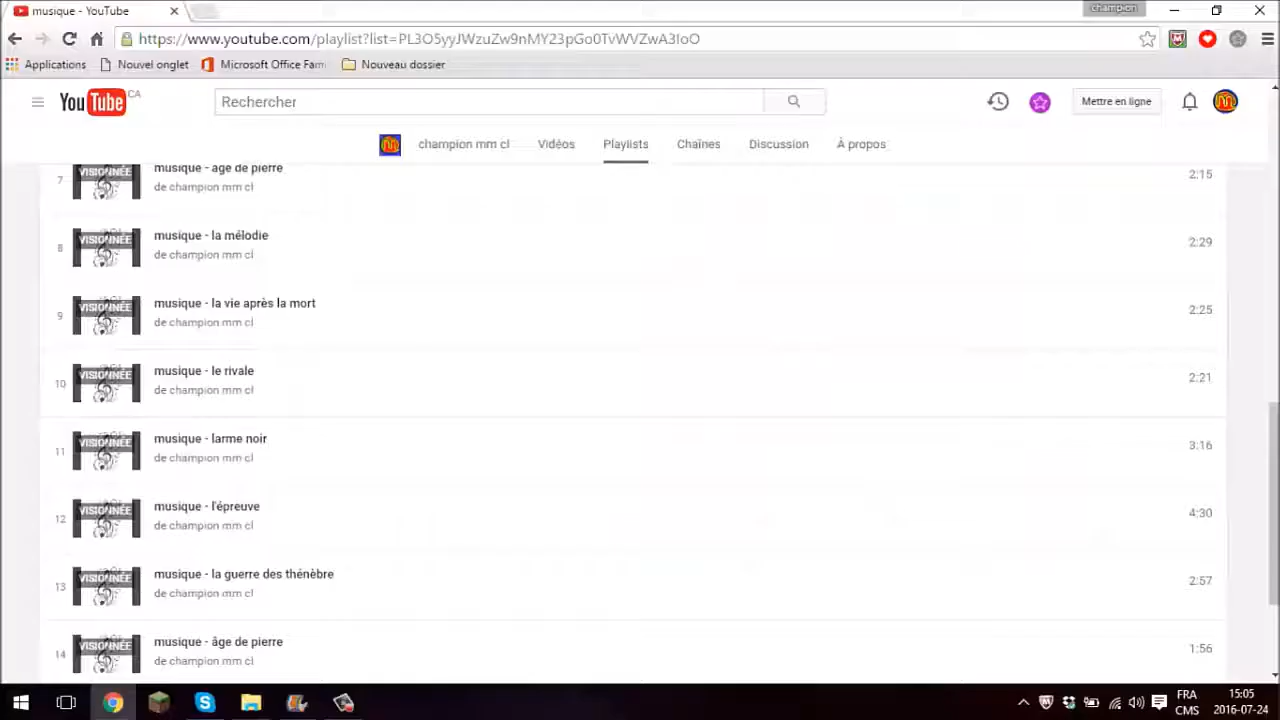 musique - YouTube
champion
https://www.youtube.com/playlist?list=PL3O5yyJWzuZw9nMY23pGo0TvWVZwA3IoO
Applications Nouvel onglet Microsoft Office Fam Nouveau dossier
YouTube CA Rechercher Mettre en ligne
champion mm cl Vidéos Playlists Chaînes Discussion À propos
7 VISIONNÉE musique - âge de pierre 2:15
de champion mm cl
8 VISIONNÉE musique - la mélodie 2:29
de champion mm cl
9 VISIONNÉE musique - la vie après la mort 2:25
de champion mm cl
10 VISIONNÉE musique - le rivale 2:21
de champion mm cl
11 VISIONNÉE musique - larme noir 3:16
de champion mm cl
12 VISIONNÉE musique - l'épreuve 4:30
de champion mm cl
13 VISIONNÉE musique - la guerre des thénèbre 2:57
de champion mm cl
14 VISIONNÉE musique - âge de pierre 1:56
de champion mm cl
FRA 15:05
CMS 2016-07-24